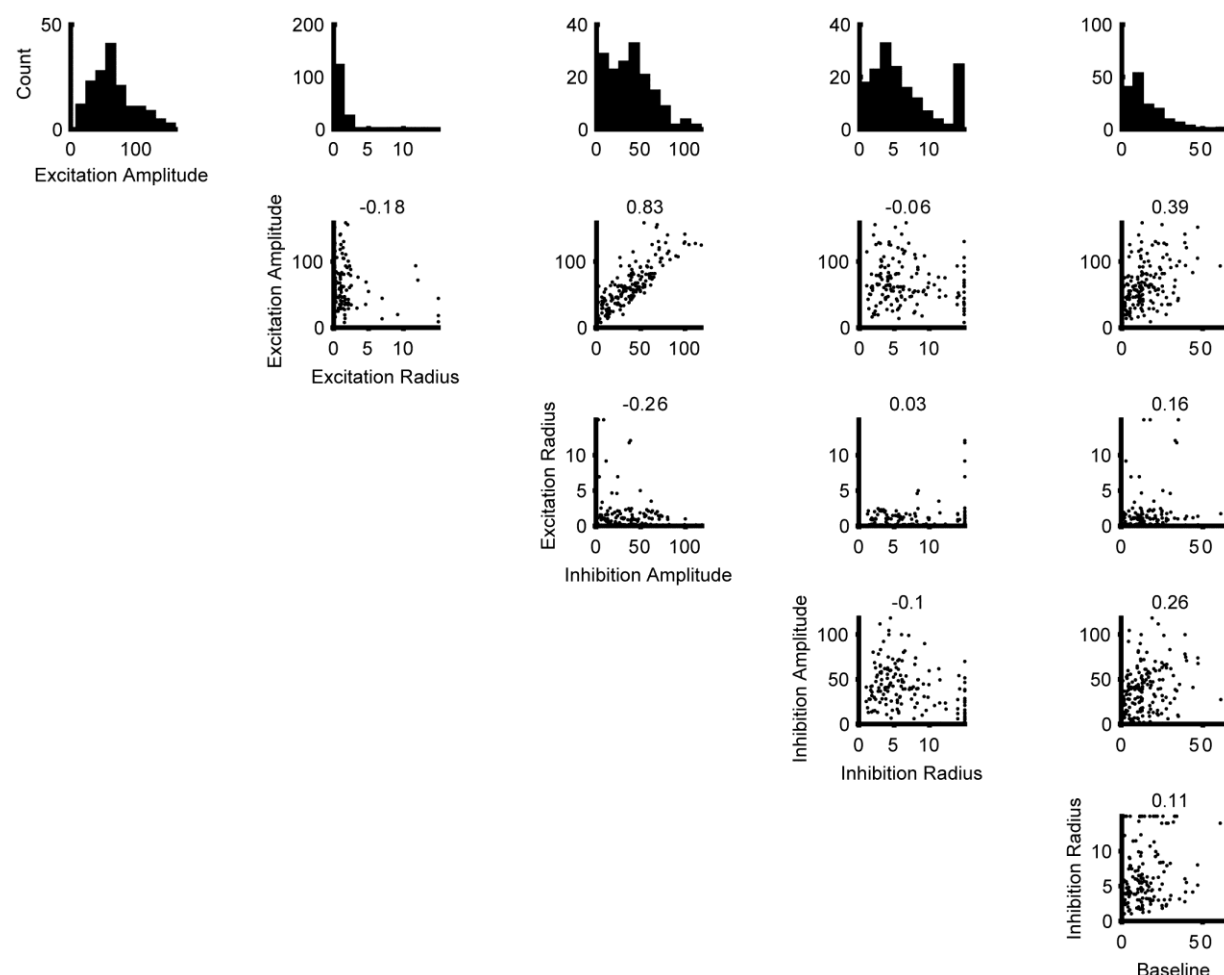 50 200 40 40 100
Count
100 20 20 50
0 0 0 0 0
0 100 0 5 10 0 50 100 0 5 10 0 50
Excitation Amplitude
-0.18 0.83 -0.06 0.39
Excitation Amplitude
100 100 100 100
0 0 0 0
0 5 10 0 50 100 0 5 10 0 50
Excitation Radius
-0.26 0.03 0.16
Excitation Radius
10 10 10
5 5 5
0 0 0
0 50 100 0 5 10 0 50
Inhibition Amplitude
-0.1 0.26
Inhibition Amplitude
100 100
50 50
0 0
0 5 10 0 50
Inhibition Radius
0.11
Inhibition Radius
10
5
0
0 50
Baseline